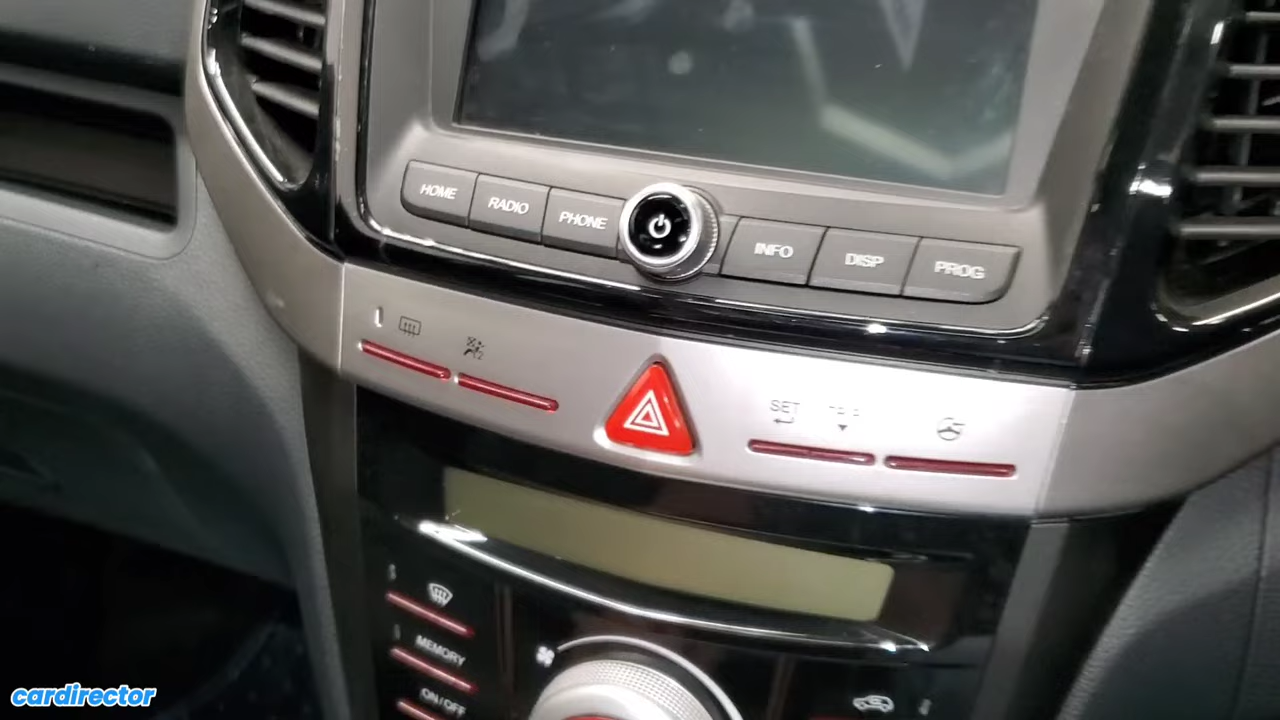 HOME RADIO PHONE INFO DISP PROG
SET
MEMORY
ON/OFF
cardirector